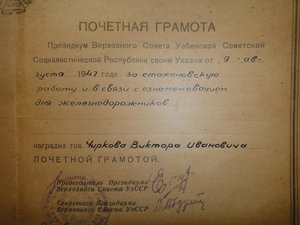 ПОЧЕТНАЯ ГРАМОТА
Президиум Верховного Совета Узбекской Советской
Социалистической Республики своим Указом от „ 9 - ав-
густа 1947 года за стахановскую
работу и в связи с ознаменованием
дня железнодорожников
наградил тов. Чиркова Виктора Ивановича
ПОЧЕТНОЙ ГРАМОТОЙ.
Председатель Президиума
Верховного Совета УзССР
Секретарь Президиума
Верховного Совета УзССР